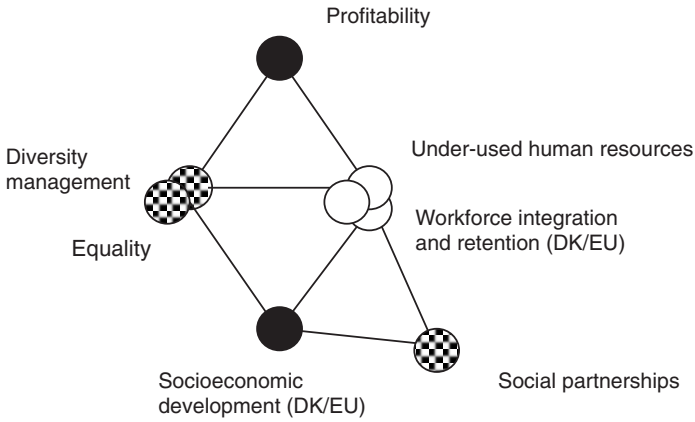 Profitability
Diversity
management
Under-used human resources
Workforce integration
and retention (DK/EU)
Equality
Socioeconomic
development (DK/EU)
Social partnerships